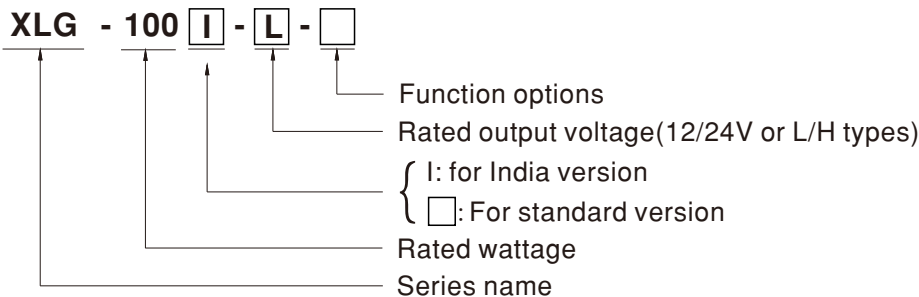 XLG - 100 I - L - □
Function options
Rated output voltage(12/24V or L/H types)
I: for India version
□: For standard version
Rated wattage
Series name